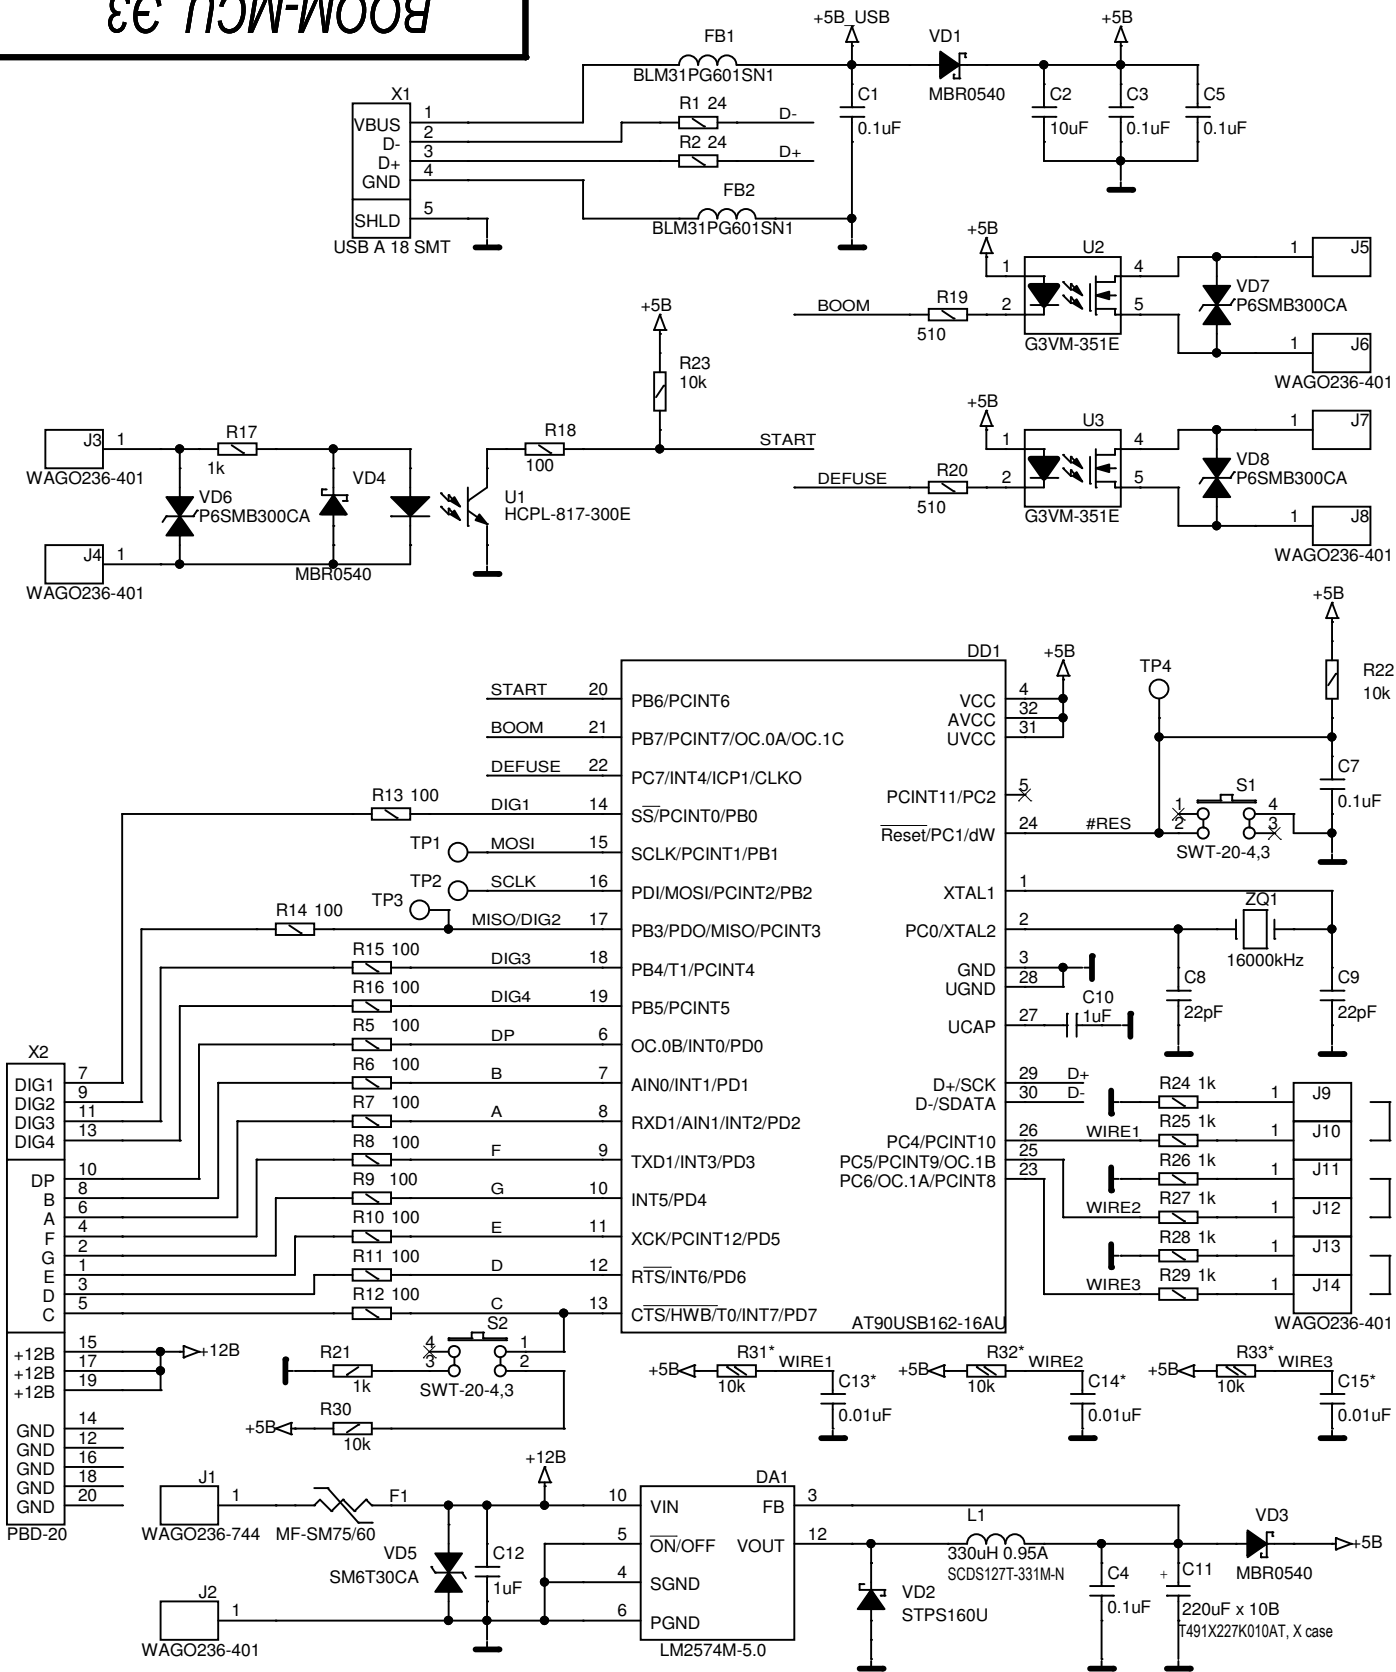 BOOM-MCU ЭЗ
+5B_USB
VD1
+5B
FB1
BLM31PG601SN1
MBR0540
C1
0.1uF
C2
10uF
C3
0.1uF
C5
0.1uF
X1
VBUS 1
D- 2
D+ 3
GND 4
SHLD 5
USB A 18 SMT
R1 24
D-
R2 24
D+
FB2
BLM31PG601SN1
+5B
U2
1
2
4
5
G3VM-351E
BOOM
R19
510
VD7
P6SMB300CA
1 J5
1 J6
WAGO236-401
+5B
R23
10k
J3 1
WAGO236-401
R17
1k
VD6
P6SMB300CA
VD4
MBR0540
J4 1
WAGO236-401
U1
HCPL-817-300E
R18
100
START
+5B
U3
1
2
4
5
G3VM-351E
DEFUSE
R20
510
VD8
P6SMB300CA
1 J7
1 J8
WAGO236-401
+5B
R22
10k
TP4
C7
0.1uF
S1
1
2
4
3
SWT-20-4,3
DD1
+5B
START 20 PB6/PCINT6
BOOM 21 PB7/PCINT7/OC.0A/OC.1C
DEFUSE 22 PC7/INT4/ICP1/CLKO
R13 100 DIG1 14 SS/PCINT0/PB0
TP1 MOSI 15 SCLK/PCINT1/PB1
TP2 SCLK 16 PDI/MOSI/PCINT2/PB2
TP3
R14 100 MISO/DIG2 17 PB3/PDO/MISO/PCINT3
R15 100 DIG3 18 PB4/T1/PCINT4
R16 100 DIG4 19 PB5/PCINT5
R5 100 DP 6 OC.0B/INT0/PD0
R6 100 B 7 AIN0/INT1/PD1
R7 100 A 8 RXD1/AIN1/INT2/PD2
R8 100 F 9 TXD1/INT3/PD3
R9 100 G 10 INT5/PD4
R10 100 E 11 XCK/PCINT12/PD5
R11 100 D 12 RTS/INT6/PD6
R12 100 C 13 CTS/HWB/T0/INT7/PD7
VCC 4
AVCC 32
UVCC 31
PCINT11/PC2 5
Reset/PC1/dW 24 #RES
XTAL1 1
PC0/XTAL2 2
GND 3
UGND 28
UCAP 27
D+/SCK 29 D+
D-/SDATA 30 D-
PC4/PCINT10 26 WIRE1
PC5/PCINT9/OC.1B 25
PC6/OC.1A/PCINT8 23
AT90USB162-16AU
ZQ1
16000kHz
C8
22pF
C9
22pF
C10
1uF
R24 1k 1 J9
R25 1k 1 J10
R26 1k 1 J11
WIRE2 R27 1k 1 J12
R28 1k 1 J13
WIRE3 R29 1k 1 J14
WAGO236-401
X2
DIG1 7
DIG2 9
DIG3 11
DIG4 13
DP 10
B 8
A 6
F 4
G 2
E 1
D 3
C 5
+12B 15
+12B 17
+12B 19
+12B
GND 14
GND 12
GND 16
GND 18
GND 20
PBD-20
S2
4
3
1
2
SWT-20-4,3
R21
1k
+5B
R30
10k
+5B R31* WIRE1
10k
C13*
0.01uF
+5B R32* WIRE2
10k
C14*
0.01uF
+5B R33* WIRE3
10k
C15*
0.01uF
J1 1
WAGO236-744
F1
MF-SM75/60
+12B
VD5
SM6T30CA
C12
1uF
J2 1
WAGO236-401
DA1
10 VIN
5 ON/OFF
4 SGND
6 PGND
FB 3
VOUT 12
LM2574M-5.0
VD2
STPS160U
L1
330uH 0.95A
SCDS127T-331M-N
C4
0.1uF
+ C11
220uF x 10B
T491X227K010AT, X case
VD3
MBR0540
+5B